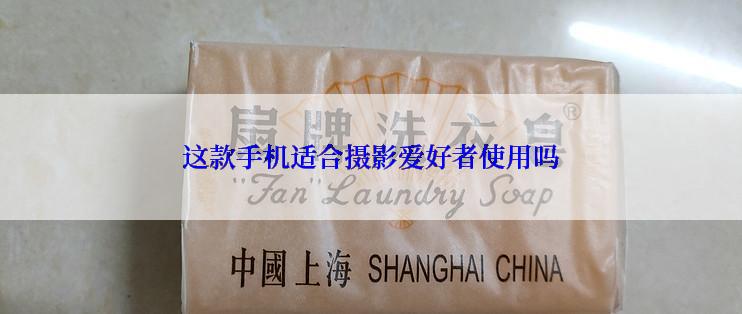 扇牌洗衣皂®
这款手机适合摄影爱好者使用吗
"Fan" Laundry Soap
中國上海 SHANGHAI CHINA